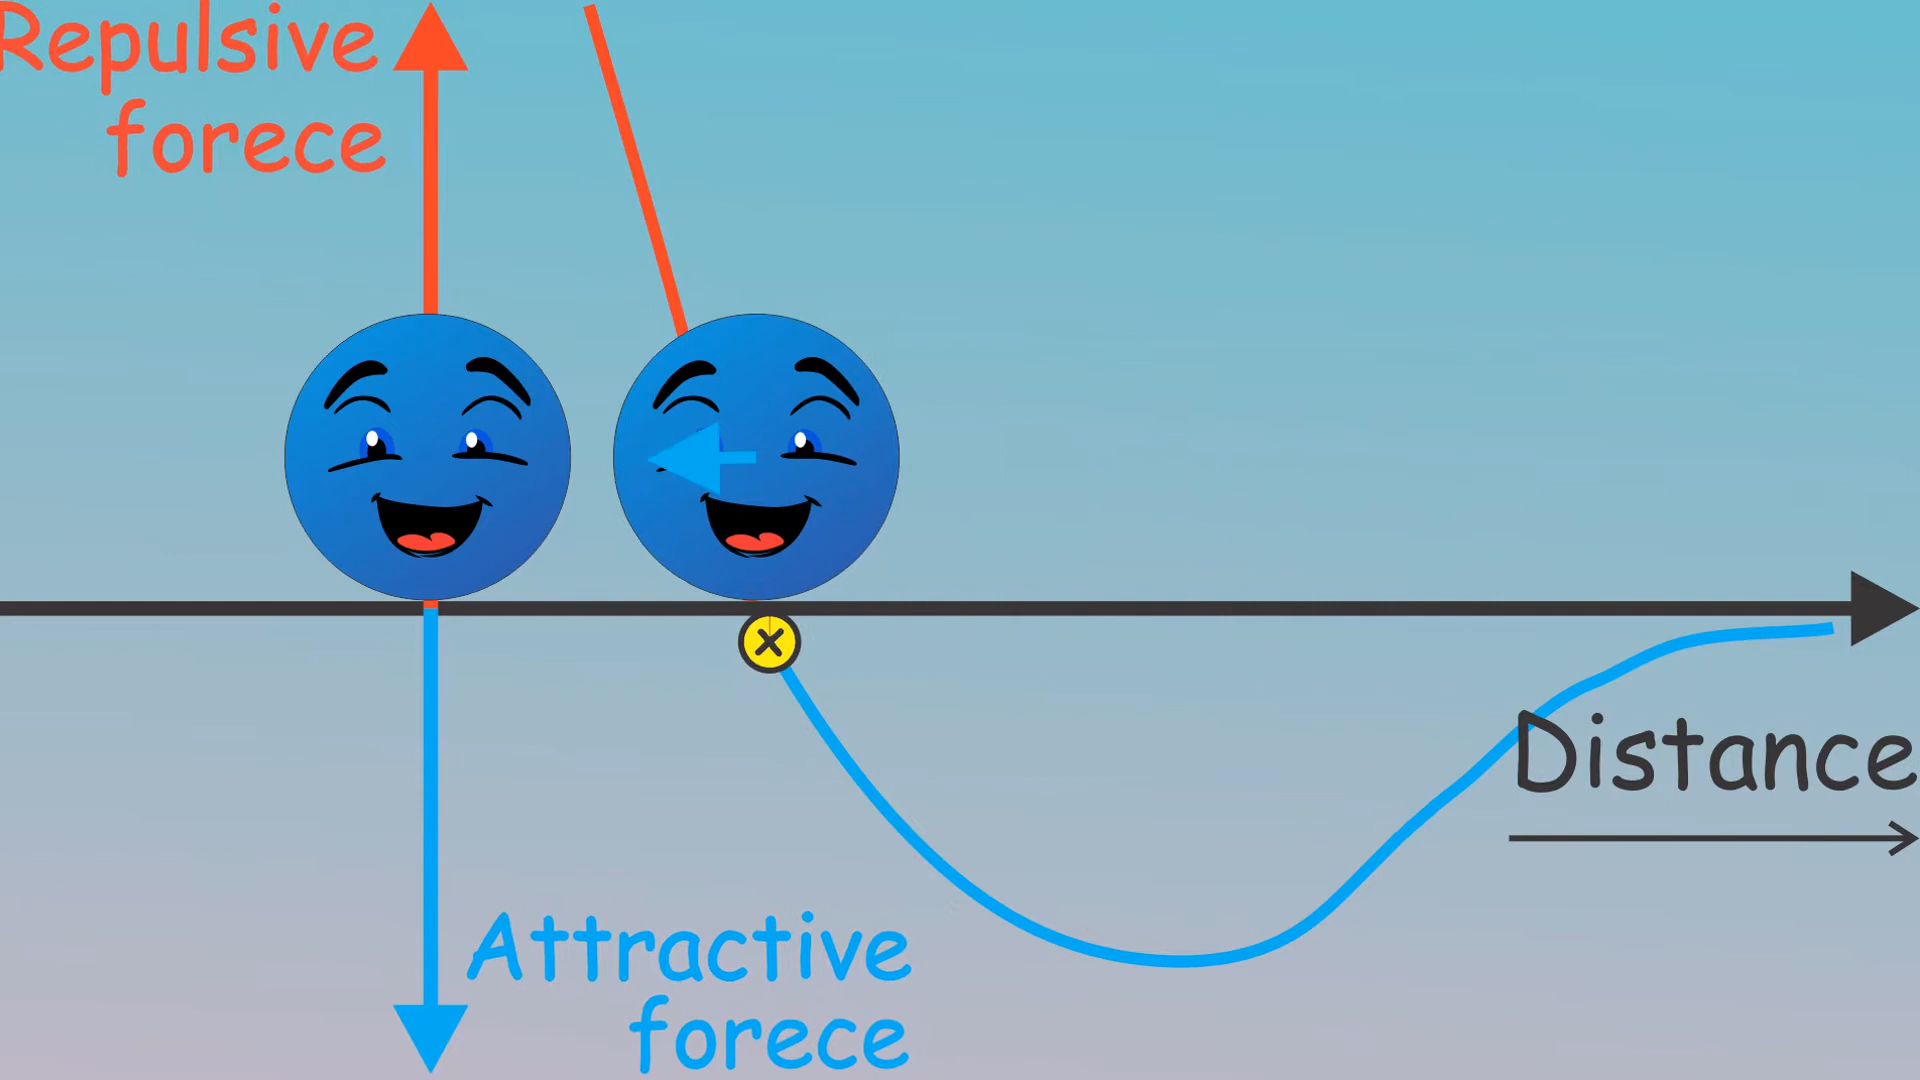 Repulsive
forece
Distance
Attractive
forece